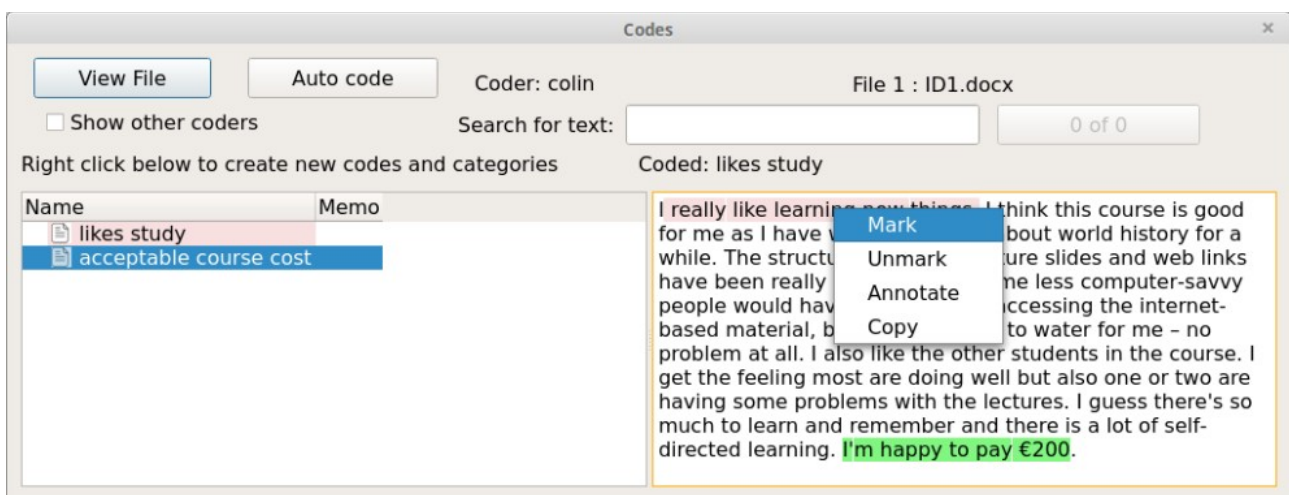 Codes
View File Auto code Coder: colin File 1 : ID1.docx
Show other coders Search for text: 0 of 0
Right click below to create new codes and categories Coded: likes study
Name Memo
likes study
acceptable course cost
I really like learning new things. I think this course is good
for me as I have bout world history for a
while. The structu ture slides and web links
have been really me less computer-savvy
people would hav ccessing the internet-
based material, b to water for me – no
problem at all. I also like the other students in the course. I
get the feeling most are doing well but also one or two are
having some problems with the lectures. I guess there's so
much to learn and remember and there is a lot of self-
directed learning. I'm happy to pay €200.
Mark
Unmark
Annotate
Copy